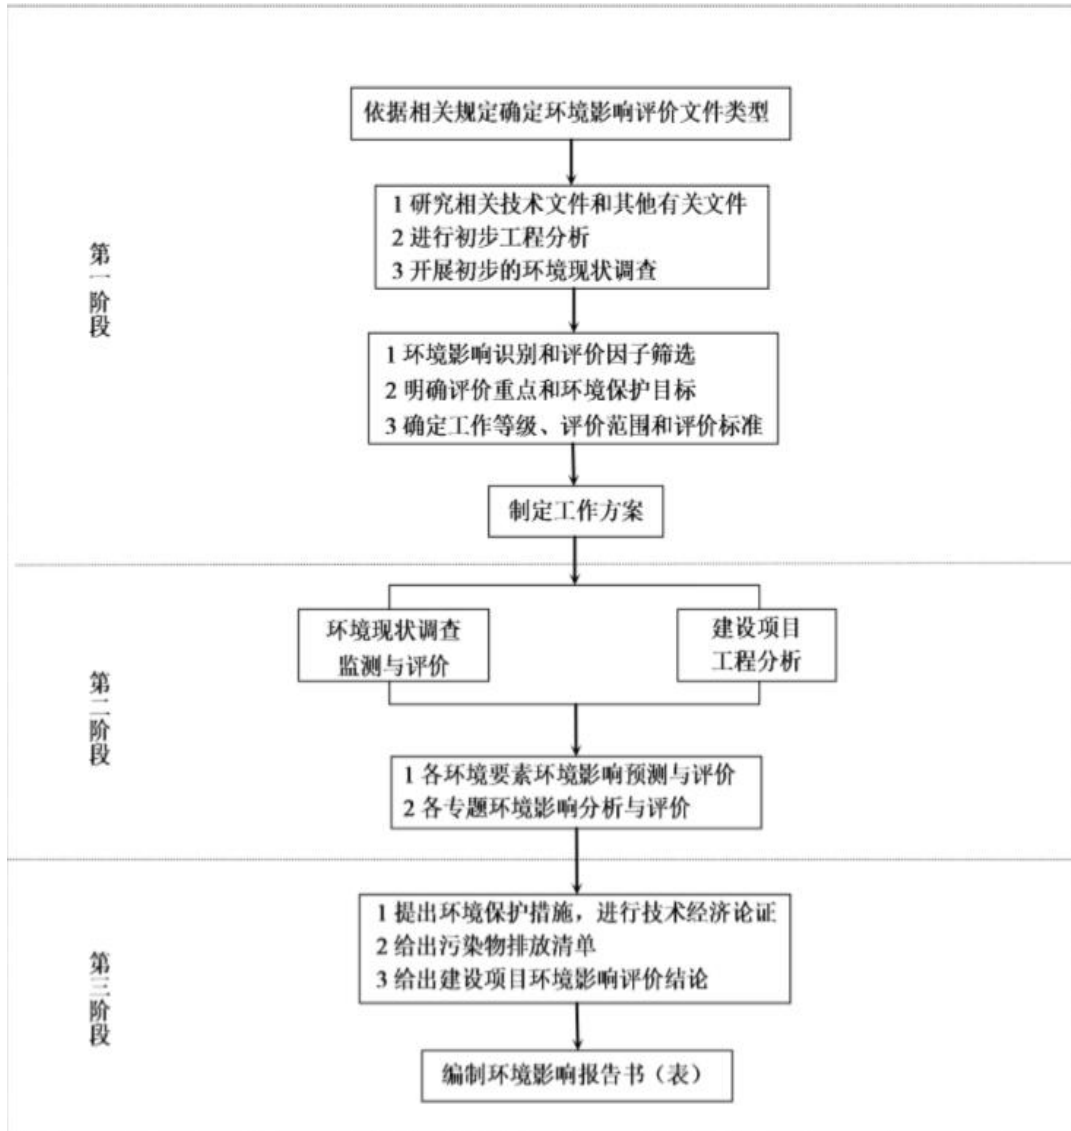 依据相关规定确定环境影响评价文件类型
第一阶段
1 研究相关技术文件和其他有关文件
2 进行初步工程分析
3 开展初步的环境现状调查
1 环境影响识别和评价因子筛选
2 明确评价重点和环境保护目标
3 确定工作等级、评价范围和评价标准
制定工作方案
第二阶段
环境现状调查
监测与评价
建设项目
工程分析
1 各环境要素环境影响预测与评价
2 各专题环境影响分析与评价
第三阶段
1 提出环境保护措施，进行技术经济论证
2 给出污染物排放清单
3 给出建设项目环境影响评价结论
编制环境影响报告书（表）